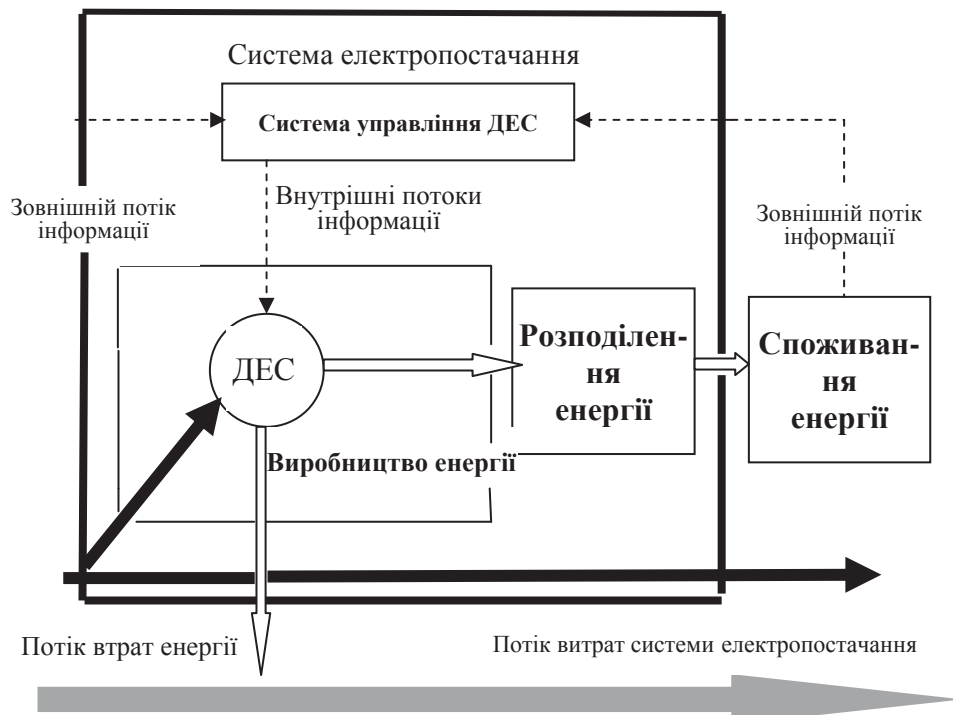 Система електропостачання
Система управління ДЕС
Внутрішні потоки
інформації
Зовнішній потік
інформації
Зовнішній потік
інформації
ДЕС
Розподілен-
ня
енергії
Споживан-
ня
енергії
Виробництво енергії
Потік втрат енергії
Потік витрат системи електропостачання